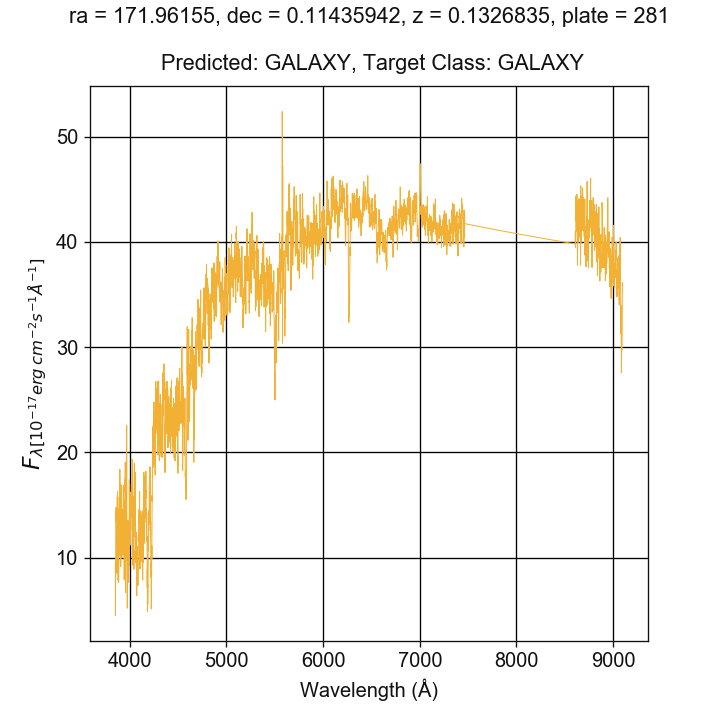 ra = 171.96155, dec = 0.11435942, z = 0.1326835, plate = 281
Predicted: GALAXY, Target Class: GALAXY
50
40
30
20
10
F_λ[10⁻¹⁷erg cm⁻²s⁻¹Å⁻¹]
4000 5000 6000 7000 8000 9000
Wavelength (Å)